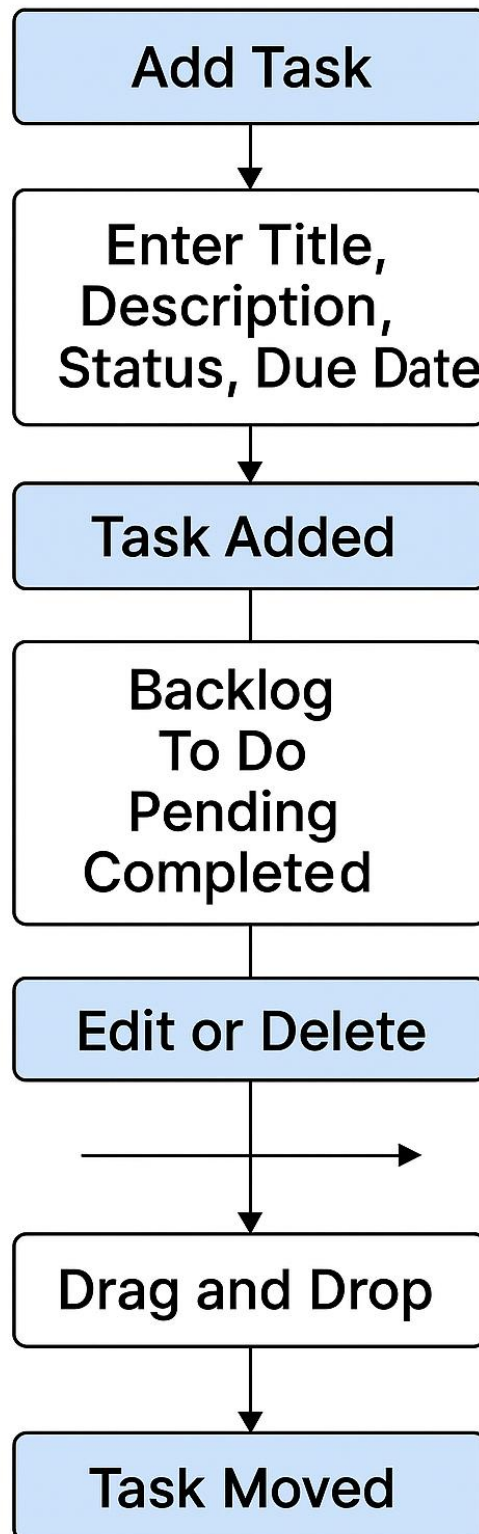 Add Task
Enter Title,
Description,
Status, Due Date
Task Added
Backlog
To Do
Pending
Completed
Edit or Delete
Drag and Drop
Task Moved